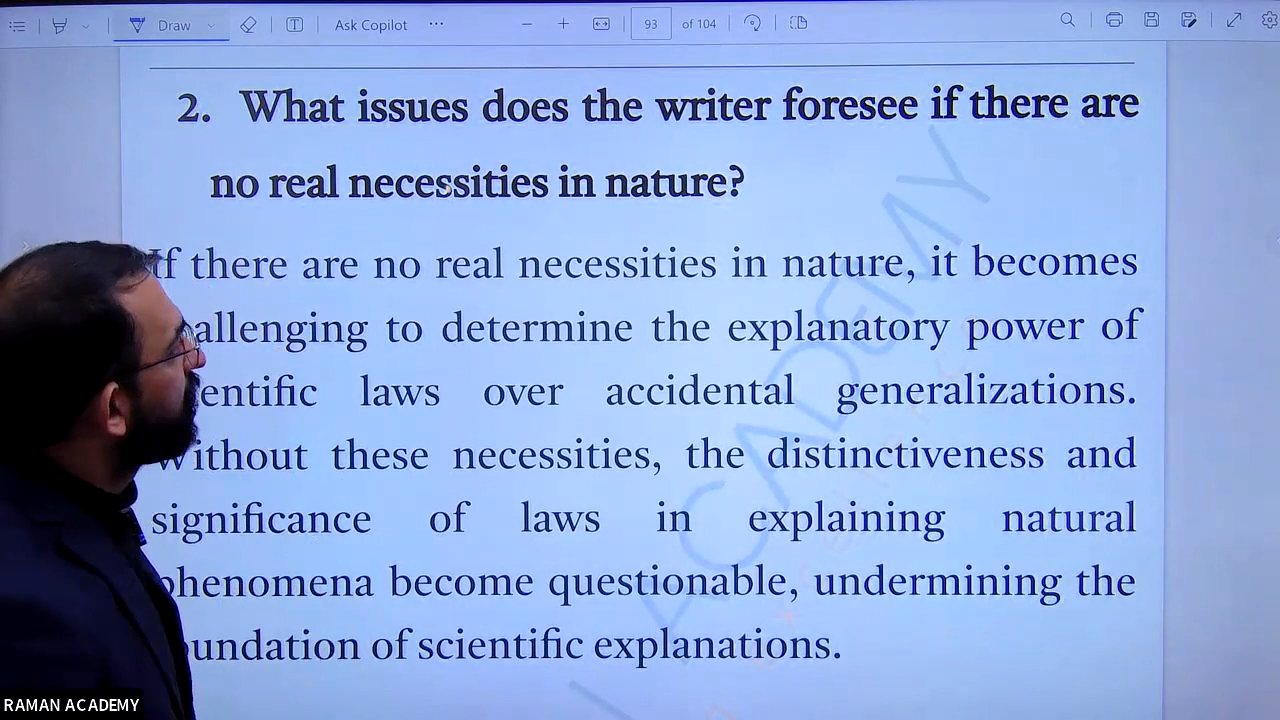 Draw
Ask Copilot
93 of 104
2. What issues does the writer foresee if there are
no real necessities in nature?
If there are no real necessities in nature, it becomes
allenging to determine the explanatory power of
entific laws over accidental generalizations.
Without these necessities, the distinctiveness and
significance of laws in explaining natural
phenomena become questionable, undermining the
oundation of scientific explanations.
ACADEMY
RAMAN ACADEMY